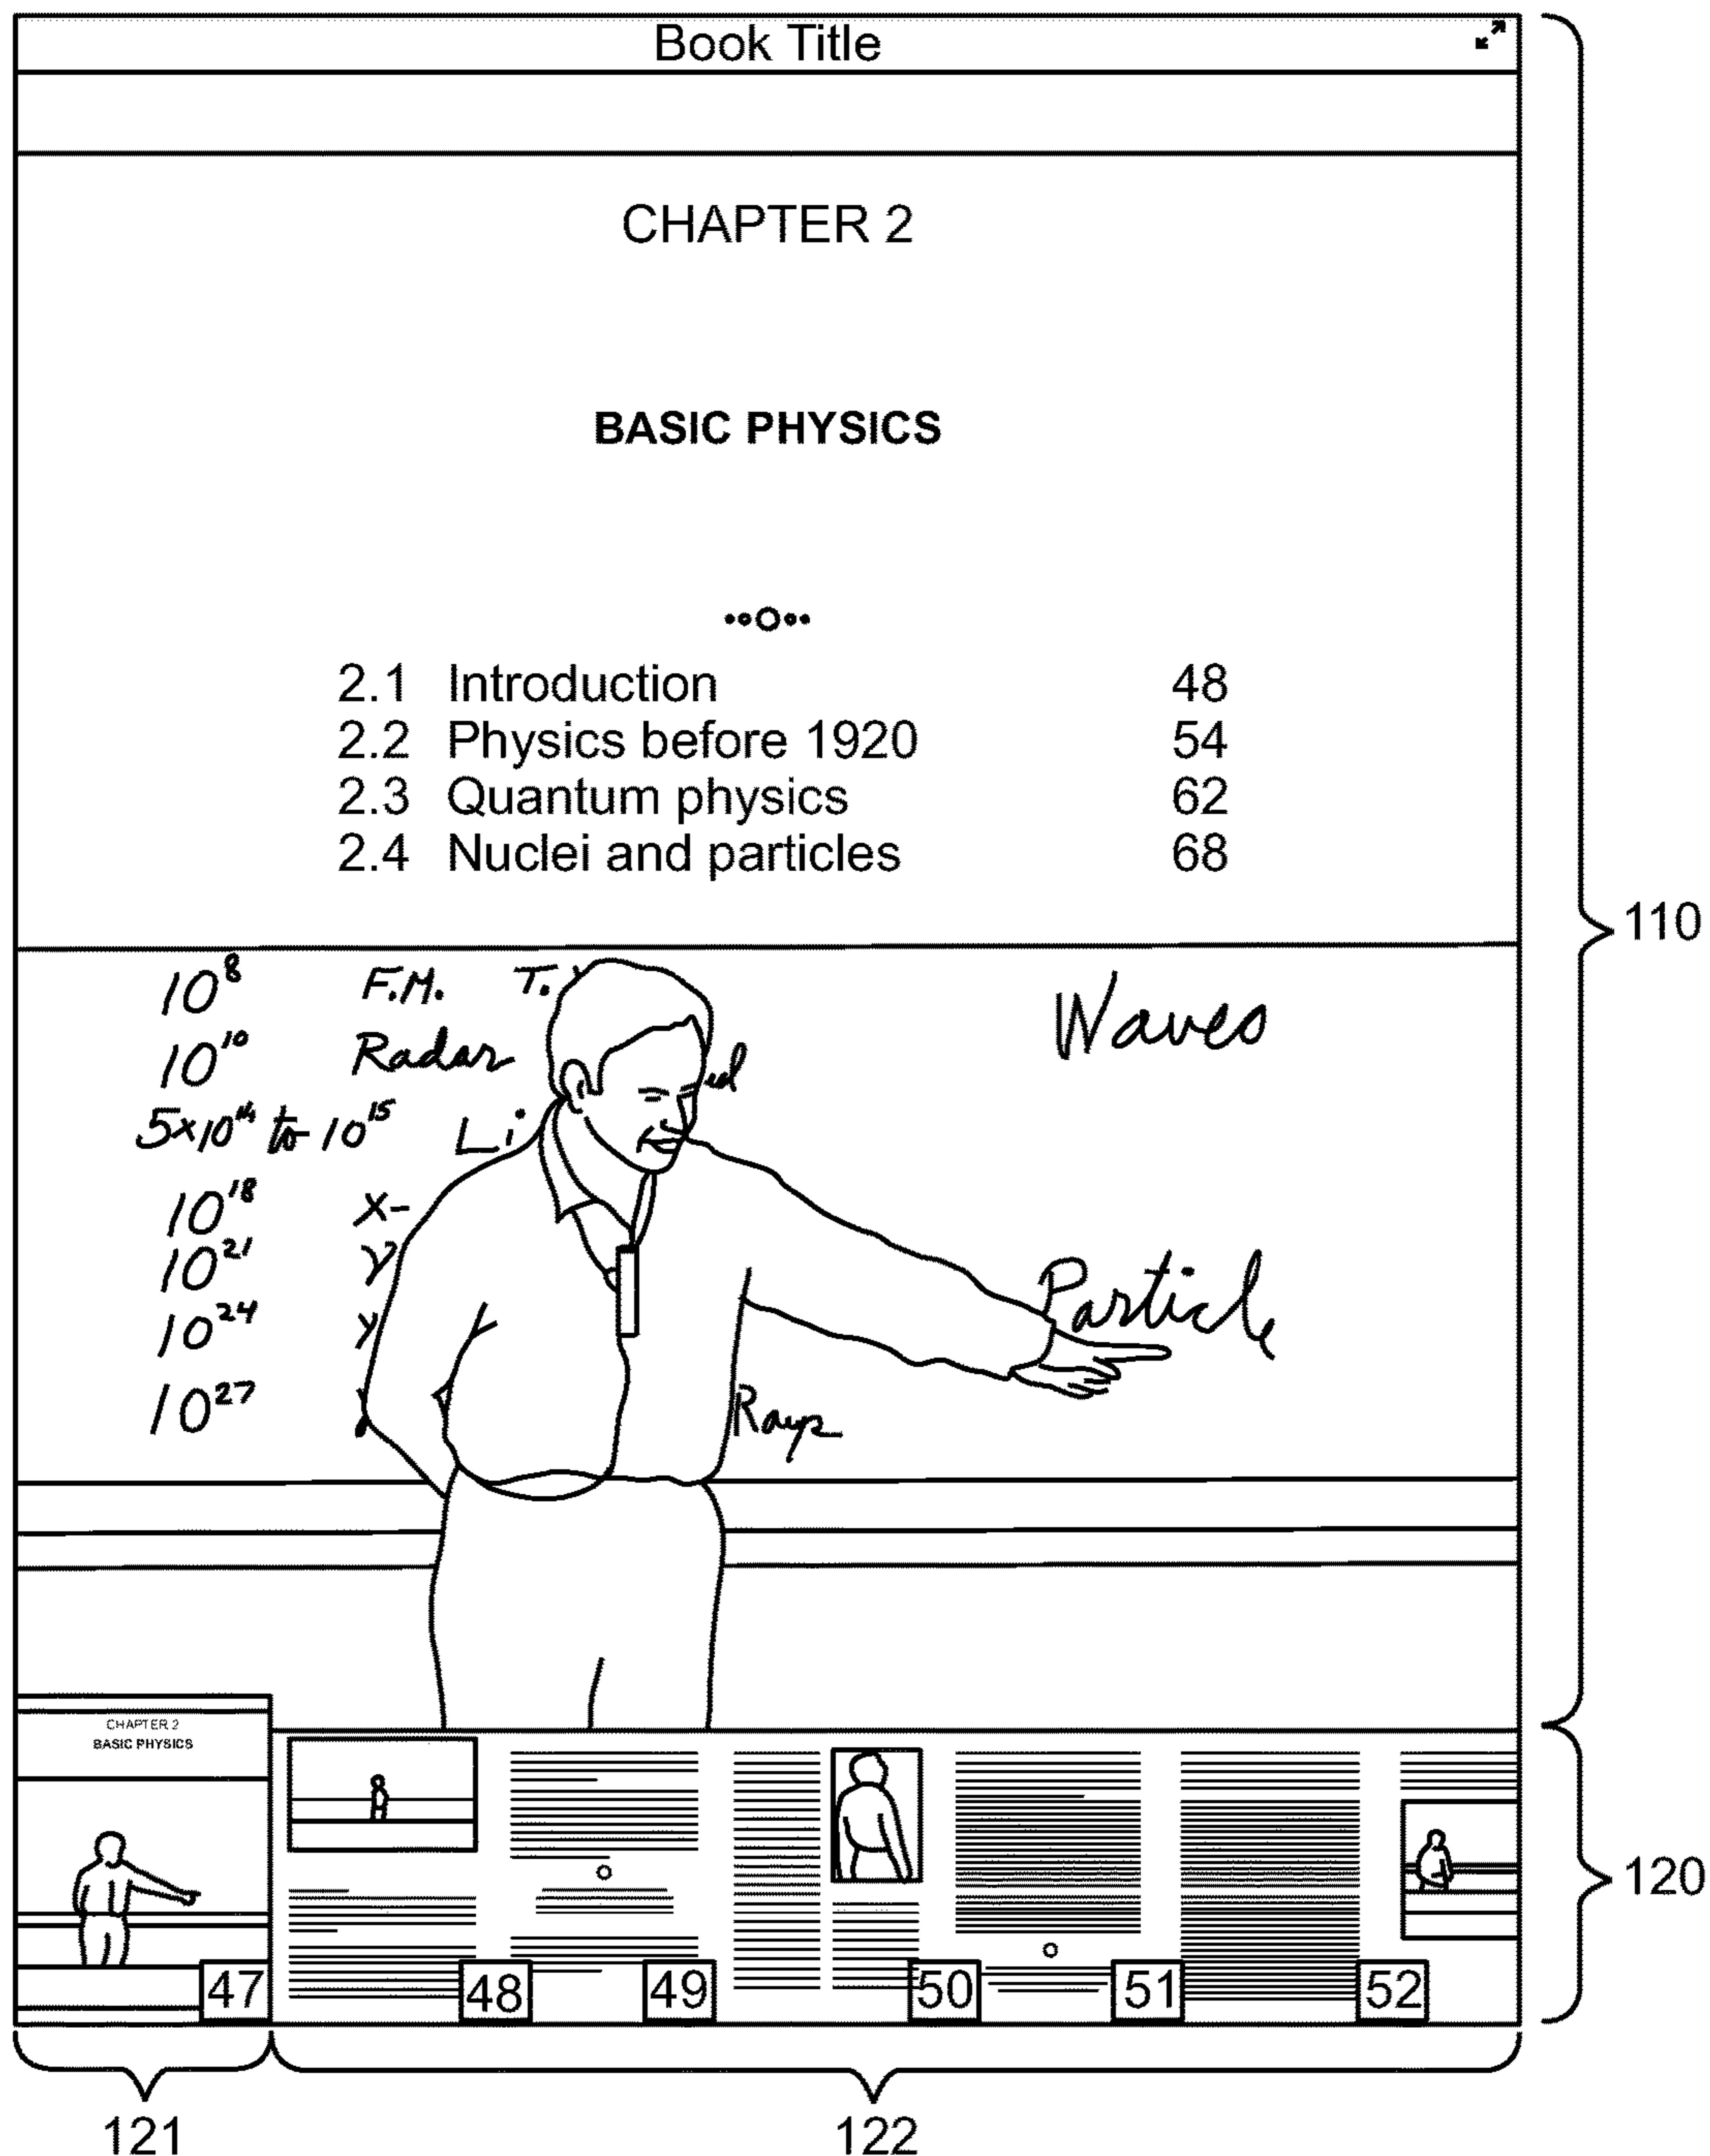 Book Title
CHAPTER 2
BASIC PHYSICS
2.1 Introduction 48
2.2 Physics before 1920 54
2.3 Quantum physics 62
2.4 Nuclei and particles 68
110
10⁸ F.M. T. Waves
10¹⁰ Radar
5x10¹⁴ to 10¹⁵ Li
10¹⁸ X-
10²¹ γ
10²⁴ γ Particle
10²⁷ Rays
CHAPTER 2
BASIC PHYSICS
120
47 48 49 50 51 52
121 122